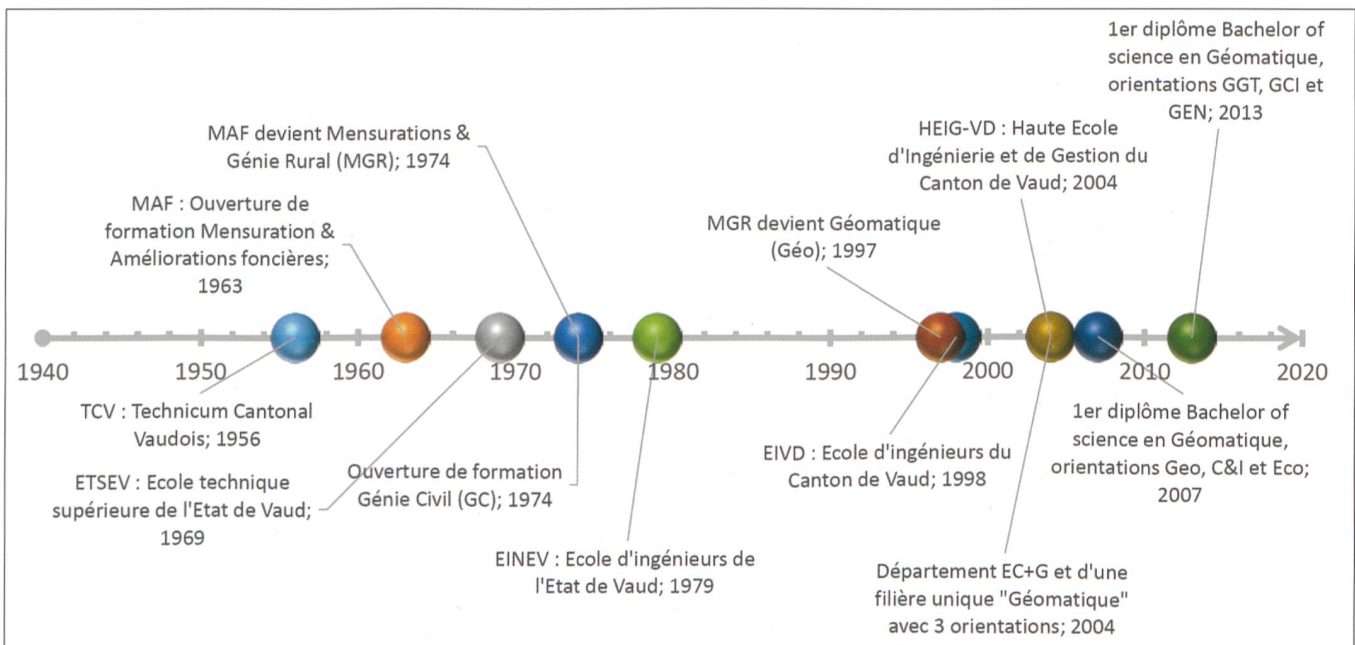 1er diplôme Bachelor of
science en Géomatique,
orientations GGT, GCI et
GEN; 2013
MAF devient Mensurations &
Génie Rural (MGR); 1974
HEIG-VD : Haute Ecole
d'Ingénierie et de Gestion du
Canton de Vaud; 2004
MAF : Ouverture de
formation Mensuration &
Améliorations foncières;
1963
MGR devient Géomatique
(Géo); 1997
1940
1950
1960
1970
1980
1990
2000
2010
2020
TCV : Technicum Cantonal
Vaudois; 1956
ETSEV : Ecole technique
supérieure de l'Etat de Vaud;
1969
Ouverture de formation
Génie Civil (GC); 1974
EINEV : Ecole d'ingénieurs de
l'Etat de Vaud; 1979
EIVD : Ecole d'ingénieurs du
Canton de Vaud; 1998
1er diplôme Bachelor of
science en Géomatique,
orientations Geo, C&I et Eco;
2007
Département EC+G et d'une
filière unique "Géomatique"
avec 3 orientations; 2004